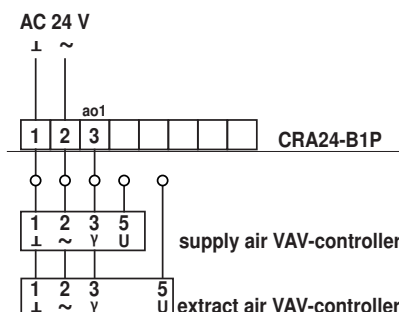 AC 24 V
⊥ ~
ao1
1 2 3
CRA24-B1P
1 2 3 5
⊥ ~ Y U
supply air VAV-controller
1 2 3 5
⊥ ~ Y U
extract air VAV-controller